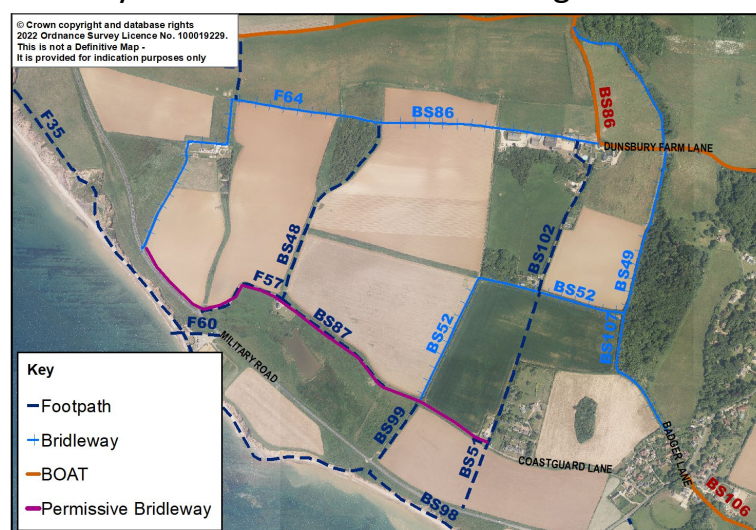 © Crown copyright and database rights
2022 Ordnance Survey Licence No. 100019229.
This is not a Definitive Map -
It is provided for indication purposes only
F35
F64
BS86
BS86
DUNSBURY FARM LANE
BS48
BS102
BS49
F57
BS52
BS52
BS87
BS107
F60
MILITARY ROAD
BS99
BS51
COASTGUARD LANE
BADGER LANE
BS98
BS106
Key
Footpath
Bridleway
BOAT
Permissive Bridleway